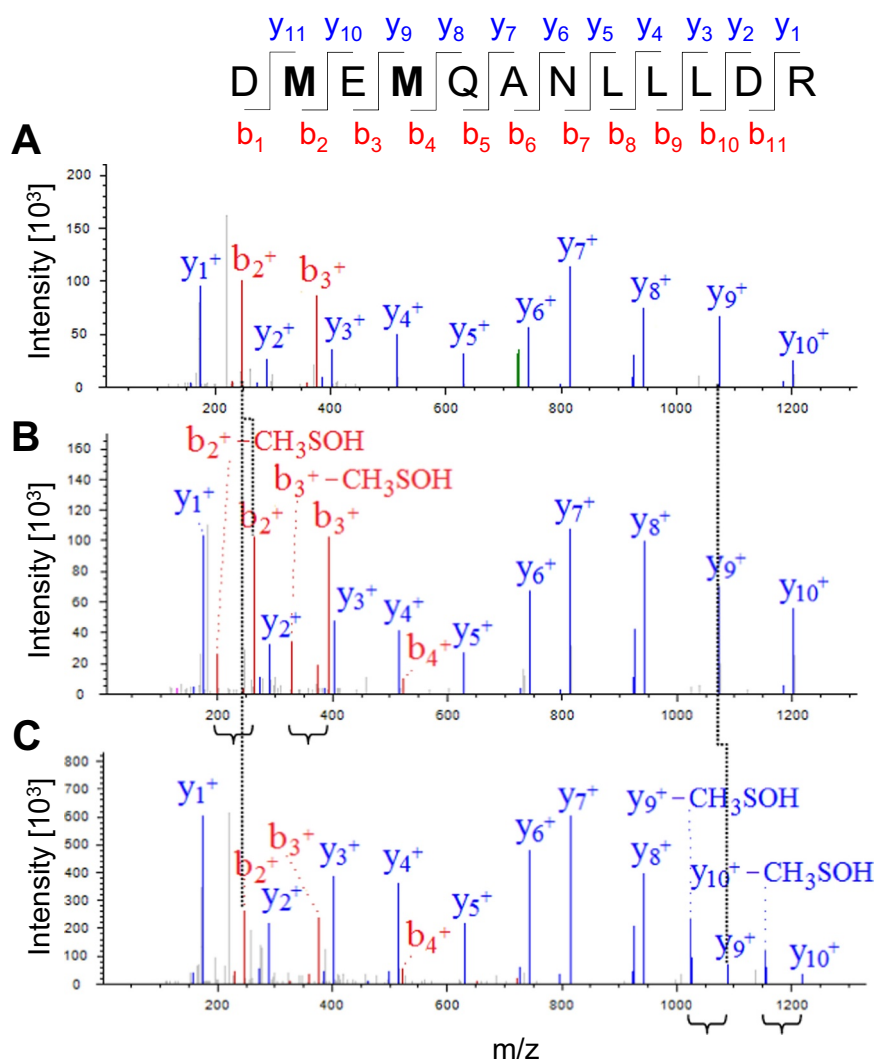 y₁₁ y₁₀ y₉ y₈ y₇ y₆ y₅ y₄ y₃ y₂ y₁
D M E M Q A N L L L D R
b₁ b₂ b₃ b₄ b₅ b₆ b₇ b₈ b₉ b₁₀ b₁₁
A
Intensity [10³]
200
150
100
50
0
y₁⁺ b₂⁺ y₂⁺ b₃⁺ y₃⁺ y₄⁺ y₅⁺ y₆⁺ y₇⁺ y₈⁺ y₉⁺ y₁₀⁺
200 400 600 800 1000 1200
B
Intensity [10³]
160
140
120
100
80
60
40
20
0
b₂⁺–CH₃SOH
b₃⁺–CH₃SOH
y₁⁺ b₂⁺ y₂⁺ b₃⁺ y₃⁺ y₄⁺ b₄⁺ y₅⁺ y₆⁺ y₇⁺ y₈⁺ y₉⁺ y₁₀⁺
200 400 600 800 1000 1200
C
Intensity [10³]
800
700
600
500
400
300
200
100
0
y₁⁺ b₂⁺ y₂⁺ b₃⁺ y₃⁺ y₄⁺ b₄⁺ y₅⁺ y₆⁺ y₇⁺ y₈⁺ y₉⁺–CH₃SOH
y₁₀⁺–CH₃SOH
y₉⁺ y₁₀⁺
200 400 600 800 1000 1200
m/z